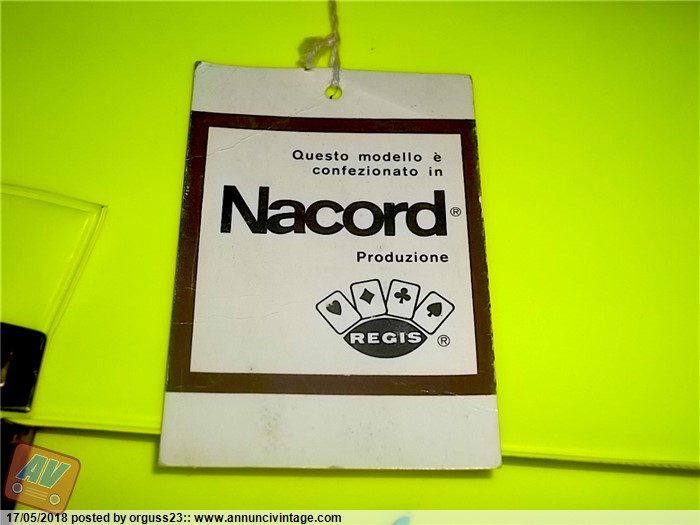 Questo modello è
confezionato in
Nacord®
Produzione
REGIS ®
AV
17/05/2018 posted by orguss23:: www.annuncivintage.com